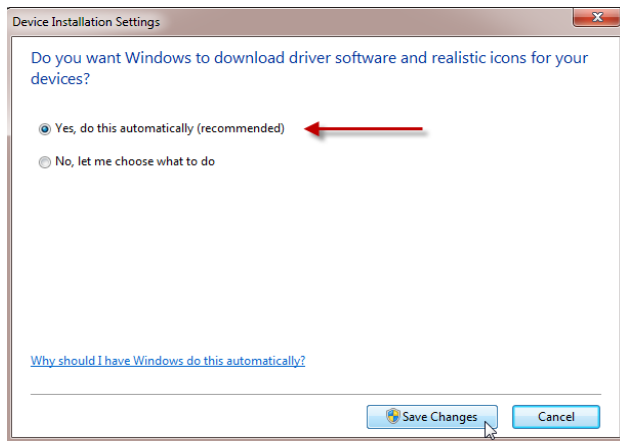 Device Installation Settings
Do you want Windows to download driver software and realistic icons for your
devices?
Yes, do this automatically (recommended)
No, let me choose what to do
Why should I have Windows do this automatically?
Save Changes
Cancel